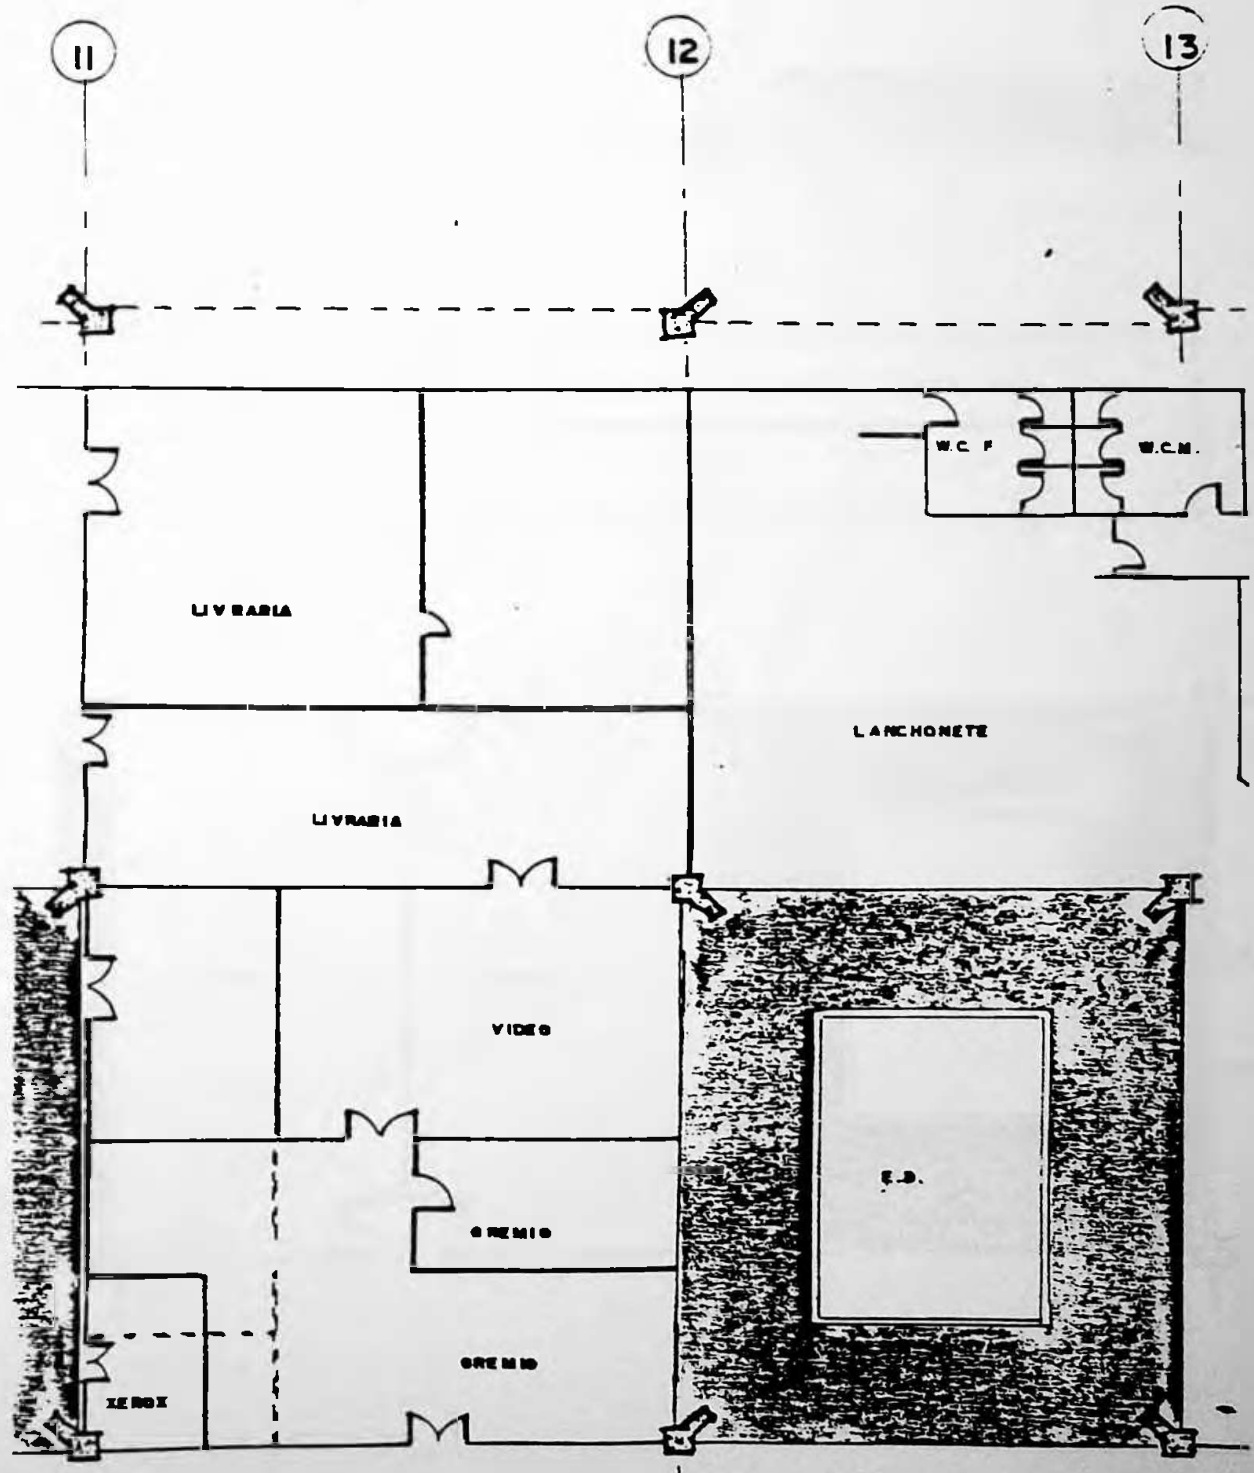 11
12
13
W.C. F
W.C.M.
LIVRARIA
LANCHONETE
LIVRARIA
VIDEO
E.D.
GREMIO
GREMIO
XEROX